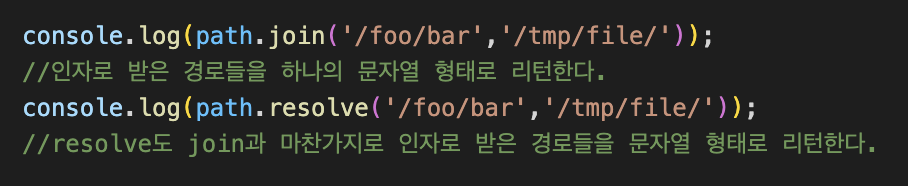 console.log(path.join('/foo/bar','/tmp/file/'));
//인자로 받은 경로들을 하나의 문자열 형태로 리턴한다.
console.log(path.resolve('/foo/bar','/tmp/file/'));
//resolve도 join과 마찬가지로 인자로 받은 경로들을 문자열 형태로 리턴한다.